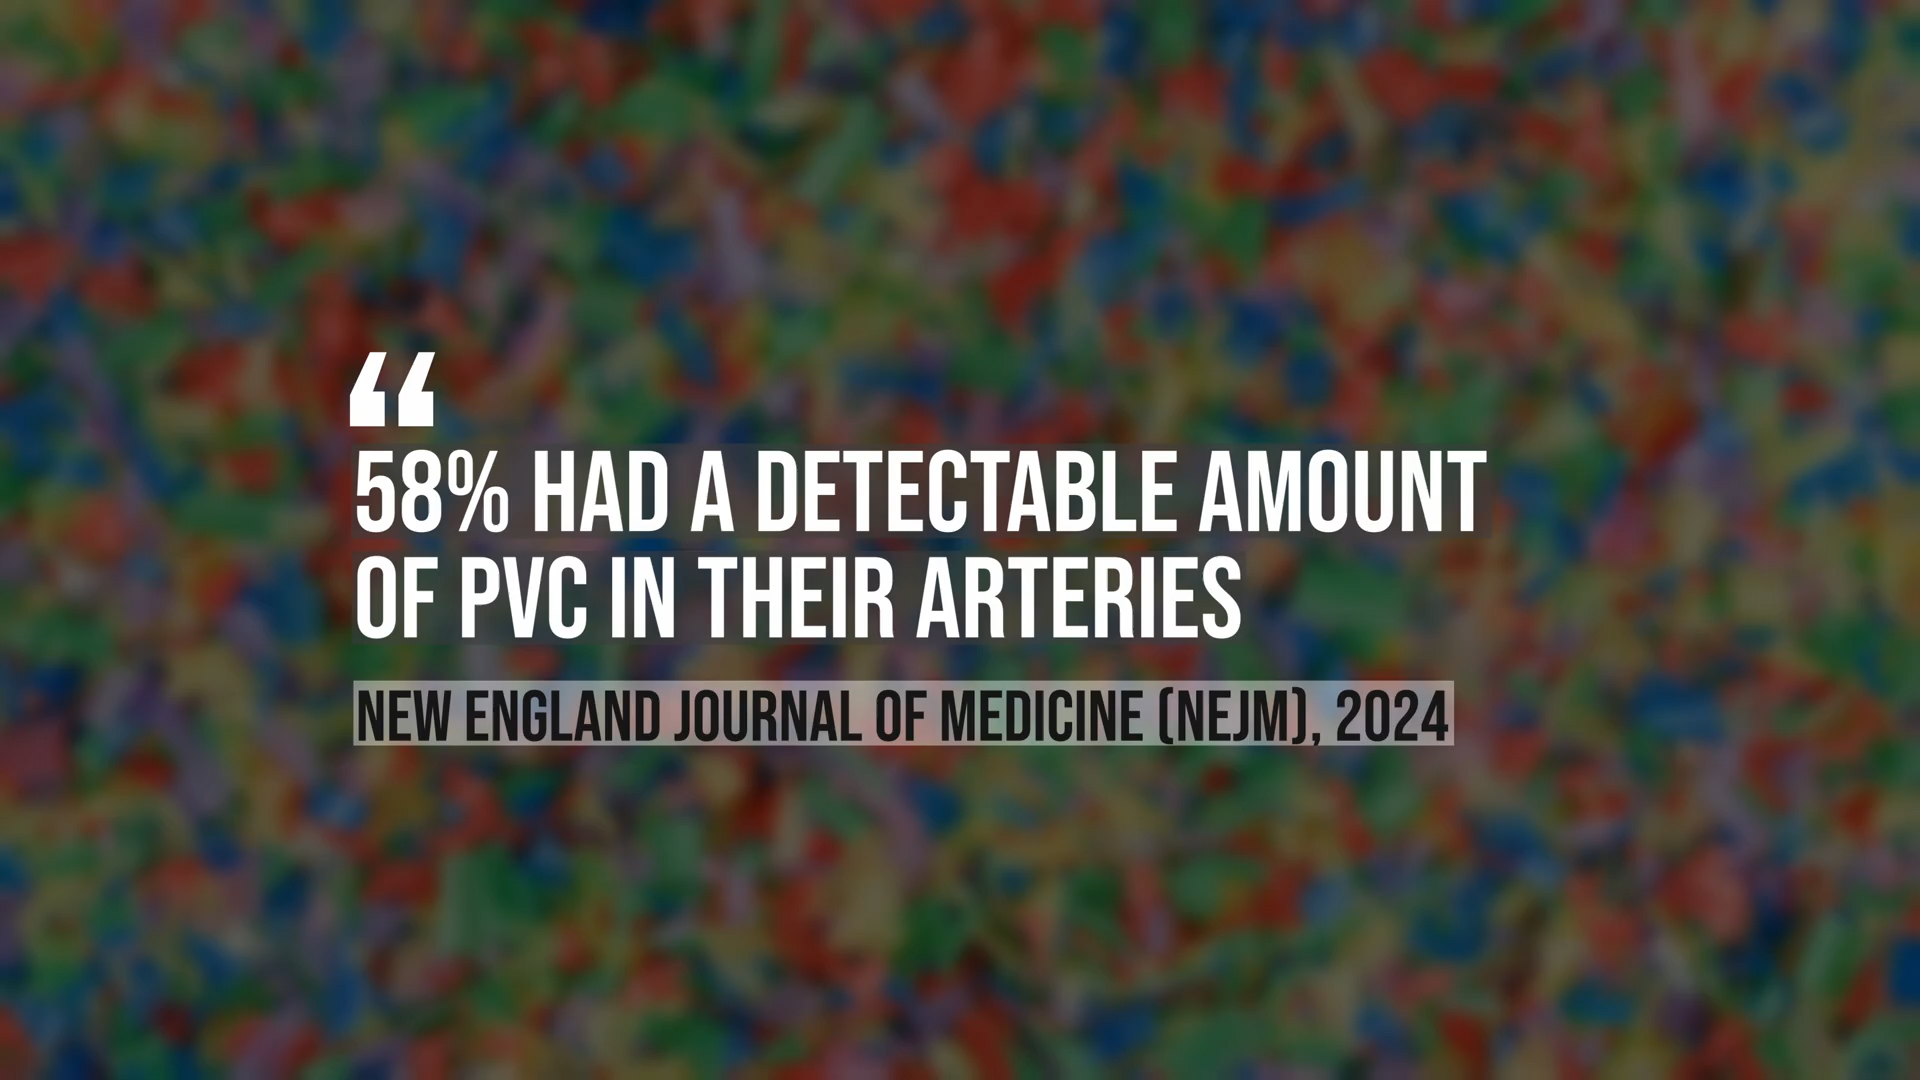 “
58% HAD A DETECTABLE AMOUNT
OF PVC IN THEIR ARTERIES
NEW ENGLAND JOURNAL OF MEDICINE (NEJM), 2024